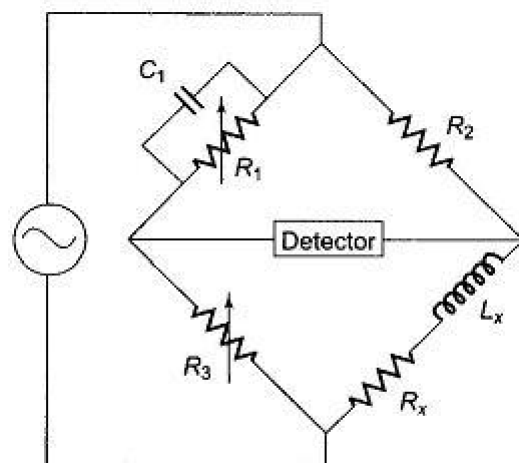 C₁
R₂
R₁
Detector
Lₓ
R₃
Rₓ